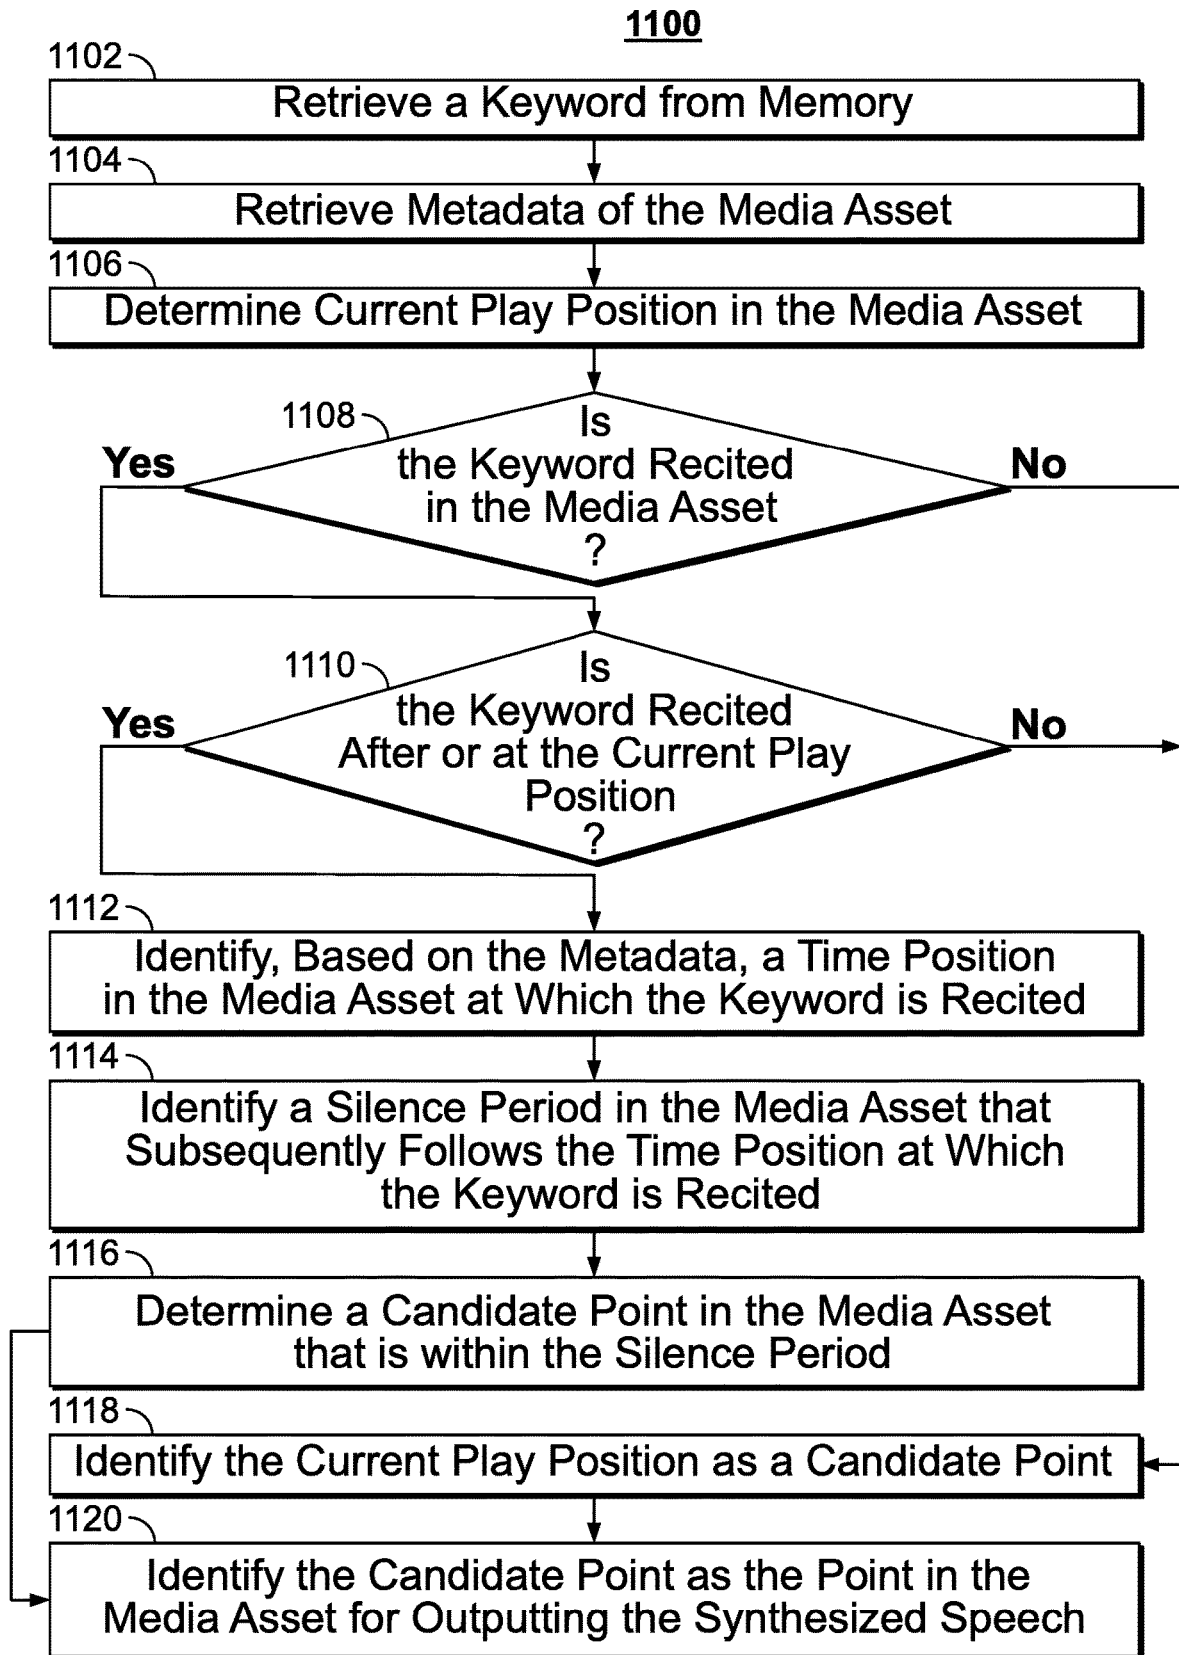 1100
1102
Retrieve a Keyword from Memory
1104
Retrieve Metadata of the Media Asset
1106
Determine Current Play Position in the Media Asset
1108
Is
the Keyword Recited
in the Media Asset
?
Yes
No
1110
Is
the Keyword Recited
After or at the Current Play
Position
?
Yes
No
1112
Identify, Based on the Metadata, a Time Position
in the Media Asset at Which the Keyword is Recited
1114
Identify a Silence Period in the Media Asset that
Subsequently Follows the Time Position at Which
the Keyword is Recited
1116
Determine a Candidate Point in the Media Asset
that is within the Silence Period
1118
Identify the Current Play Position as a Candidate Point
1120
Identify the Candidate Point as the Point in the
Media Asset for Outputting the Synthesized Speech